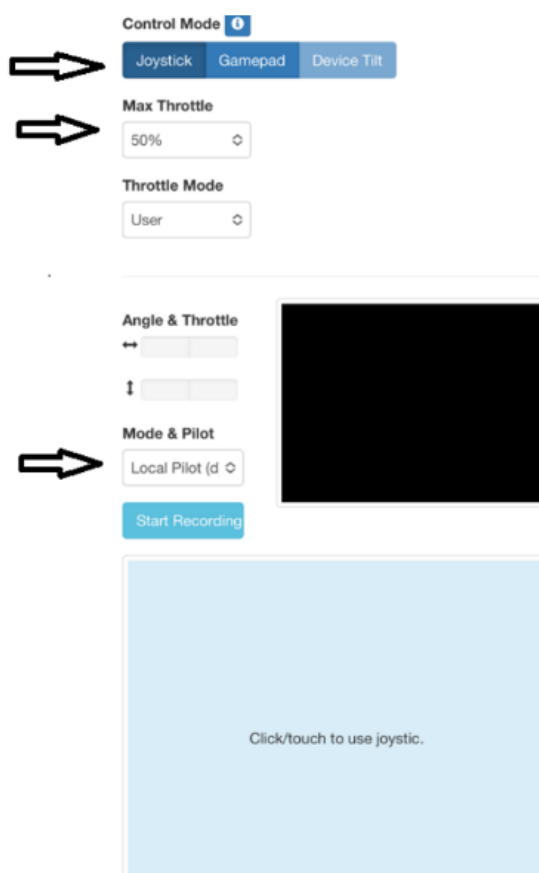 Control Mode
Joystick Gamepad Device Tilt
Max Throttle
50%
Throttle Mode
User
Angle & Throttle
Mode & Pilot
Local Pilot (d
Start Recording
Click/touch to use joystic.